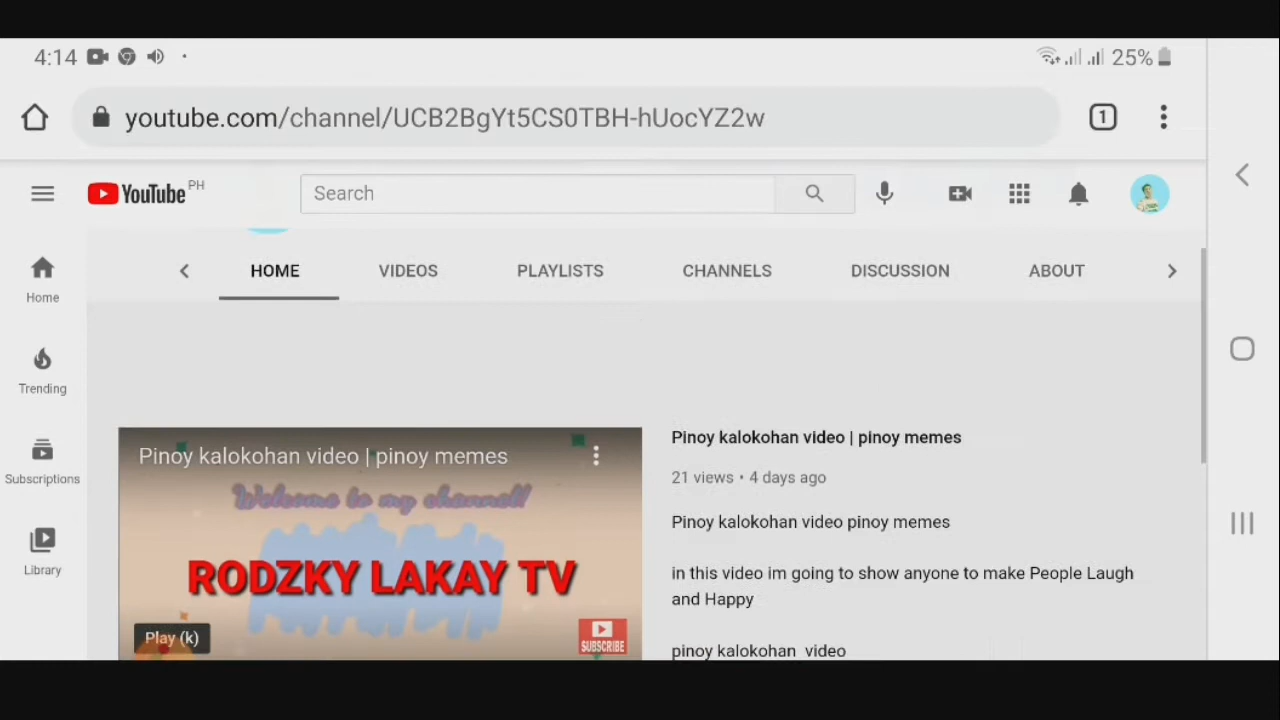 4:14 25%
youtube.com/channel/UCB2BgYt5CS0TBH-hUocYZ2w 1
YouTube PH Search
HOME VIDEOS PLAYLISTS CHANNELS DISCUSSION ABOUT
Home
Trending
Subscriptions
Library
Pinoy kalokohan video | pinoy memes
Welcome to my channel!
RODZKY LAKAY TV
Play (k)
SUBSCRIBE
Pinoy kalokohan video | pinoy memes
21 views • 4 days ago
Pinoy kalokohan video pinoy memes
in this video im going to show anyone to make People Laugh
and Happy
pinoy kalokohan video